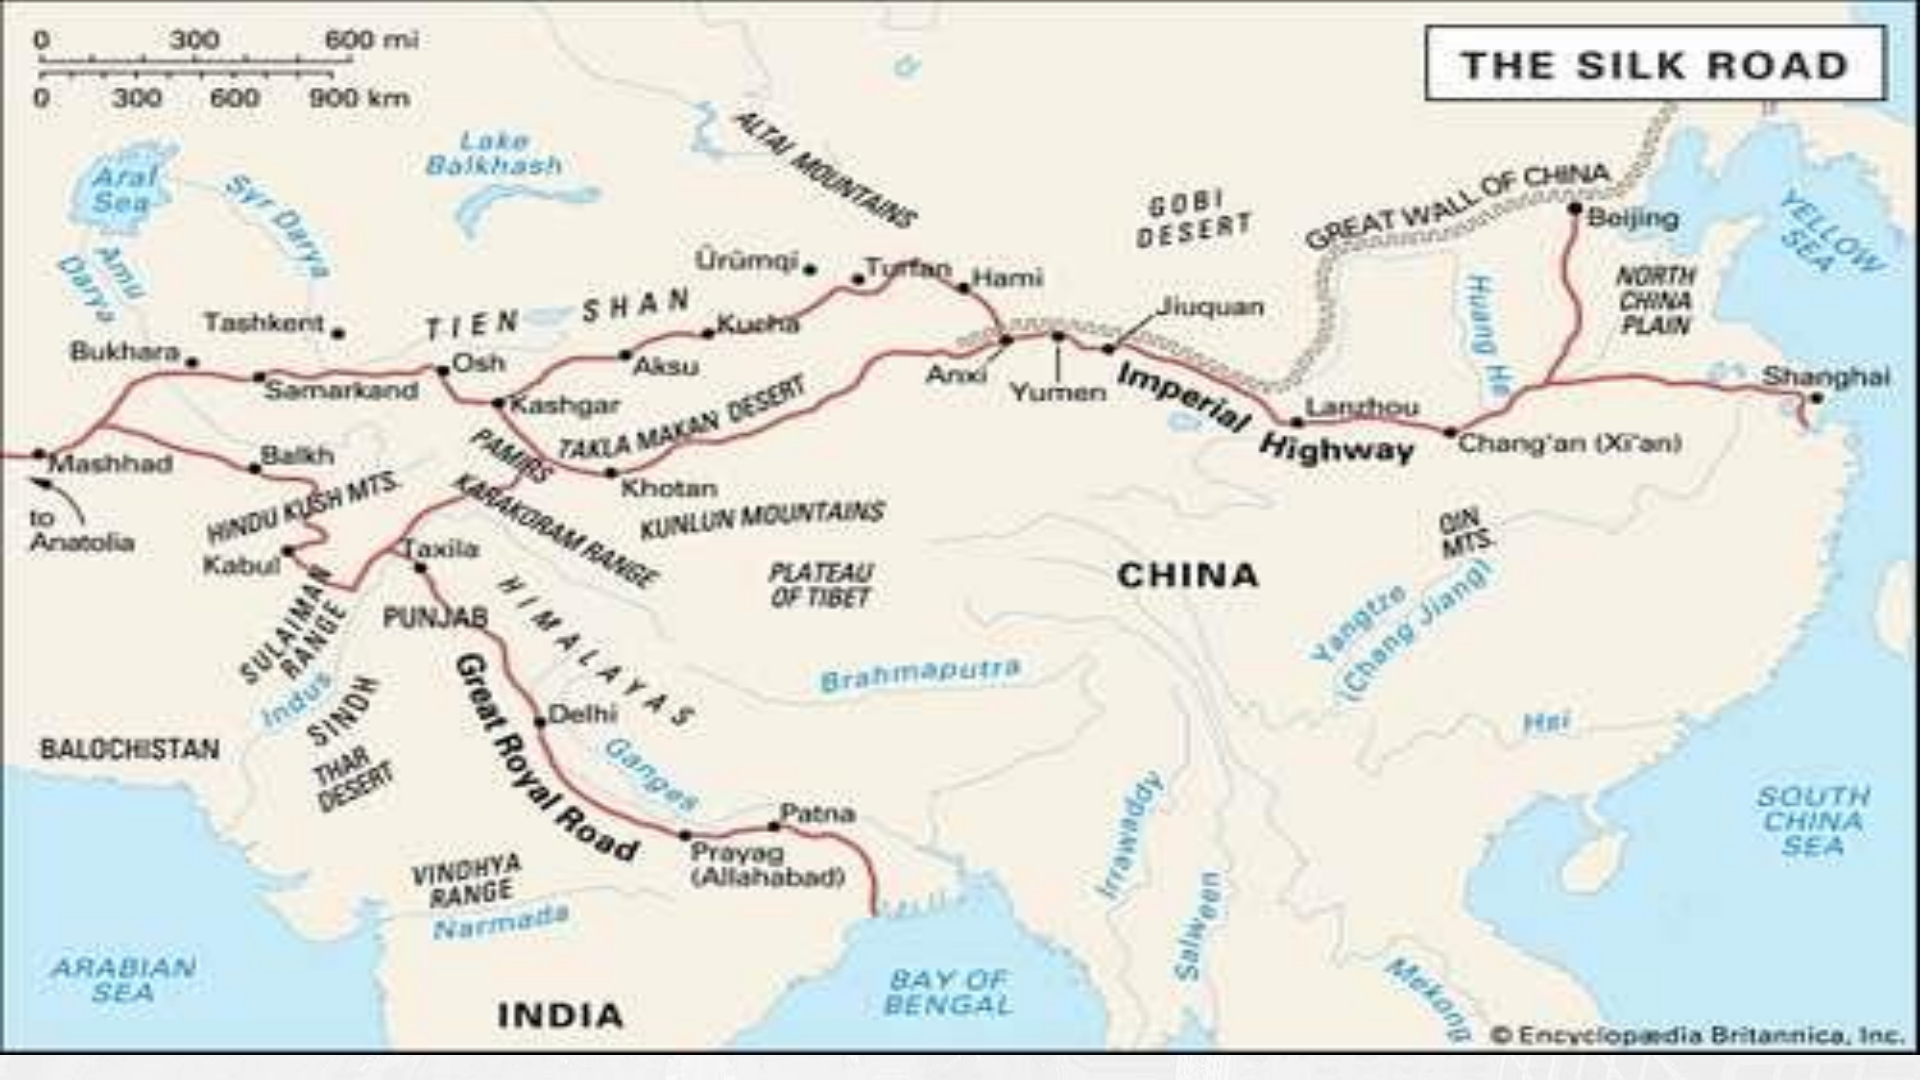 0 300 600 mi
0 300 600 900 km
THE SILK ROAD
Aral
Sea
Syr Darya
Amu
Darya
Lake
Balkhash
ALTAI MOUNTAINS
GOBI
DESERT
GREAT WALL OF CHINA
Beijing
YELLOW
SEA
NORTH
CHINA
PLAIN
Huang He
Ürümqi
Turfan
Hami
Jiuquan
Tashkent
TIEN SHAN
Kucha
Bukhara
Samarkand
Osh
Aksu
Kashgar
Anxi
Yumen
Imperial
Highway
Lanzhou
Chang'an (Xi'an)
Shanghai
TAKLA MAKAN DESERT
PAMIRS
Mashhad
Balkh
Khotan
to
Anatolia
HINDU KUSH MTS.
KARAKORAM RANGE
KUNLUN MOUNTAINS
Kabul
Taxila
PLATEAU
OF TIBET
CHINA
QIN
MTS.
SULAIMAN
RANGE
PUNJAB
HIMALAYAS
Yangtze
(Chang Jiang)
Indus
SINDH
Great Royal Road
Delhi
Brahmaputra
Hsi
BALOCHISTAN
THAR
DESERT
Ganges
Patna
Prayag
(Allahabad)
Irrawaddy
SOUTH
CHINA
SEA
VINDHYA
RANGE
Narmada
Salween
Mekong
ARABIAN
SEA
INDIA
BAY OF
BENGAL
© Encyclopædia Britannica, Inc.